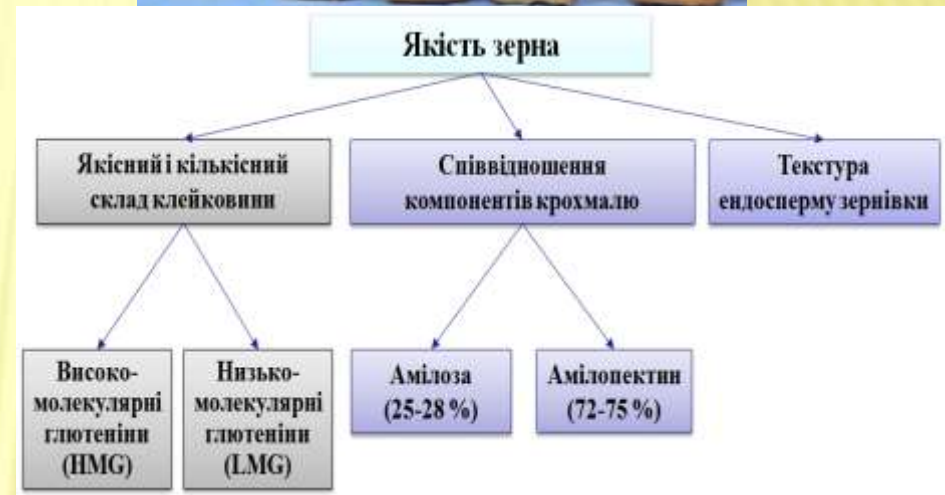 Якість зерна
Якісний і кількісний
склад клейковини
Співвідношення
компонентів крохмалю
Текстура
ендосперму зернівки
Високо-
молекулярні
глютеніни
(HMG)
Низько-
молекулярні
глютеніни
(LMG)
Амілоза
(25-28 %)
Амілопектин
(72-75 %)